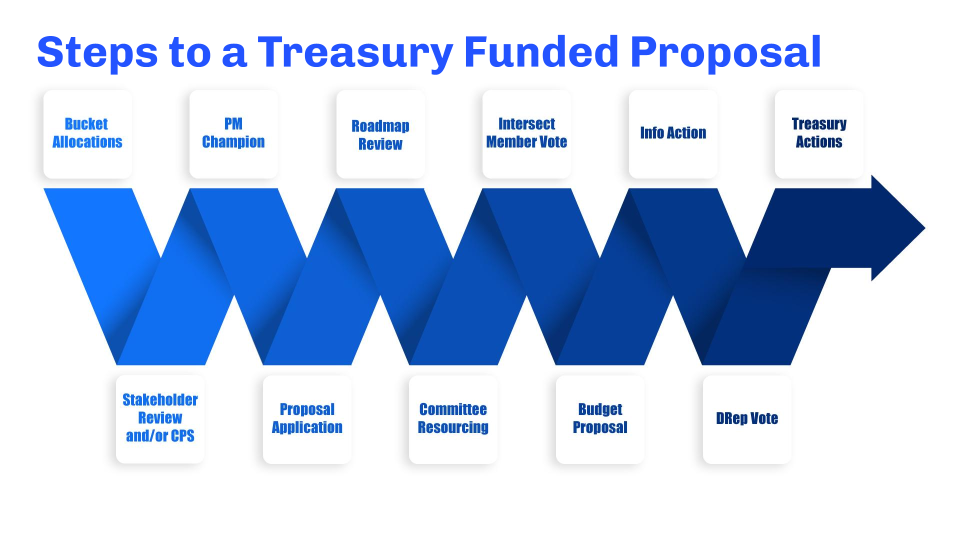 Steps to a Treasury Funded Proposal
Bucket
Allocations
PM
Champion
Roadmap
Review
Intersect
Member Vote
Info Action
Treasury
Actions
Stakeholder
Review
and/or CPS
Proposal
Application
Committee
Resourcing
Budget
Proposal
DRep Vote